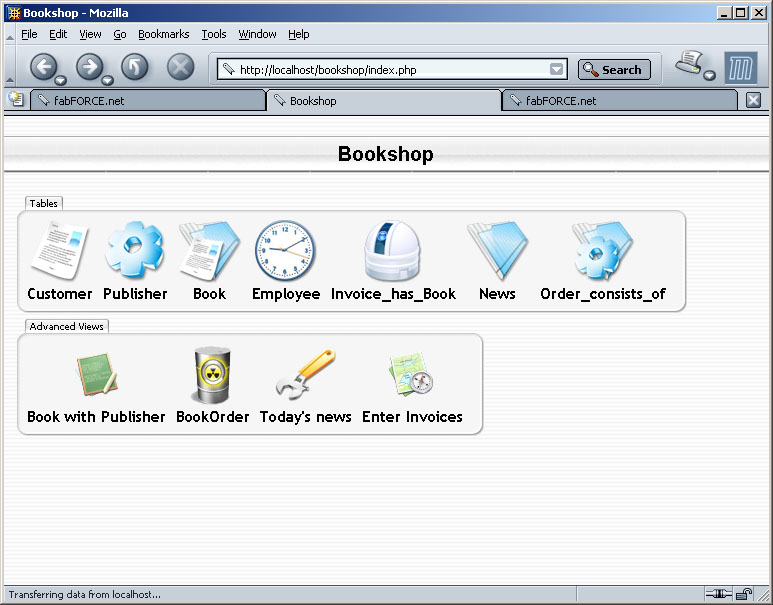 Bookshop - Mozilla
File Edit View Go Bookmarks Tools Window Help
http://localhost/bookshop/index.php Search
fabFORCE.net Bookshop fabFORCE.net
Bookshop
Tables
Customer Publisher Book Employee Invoice_has_Book News Order_consists_of
Advanced Views
Book with Publisher BookOrder Today's news Enter Invoices
Transferring data from localhost...